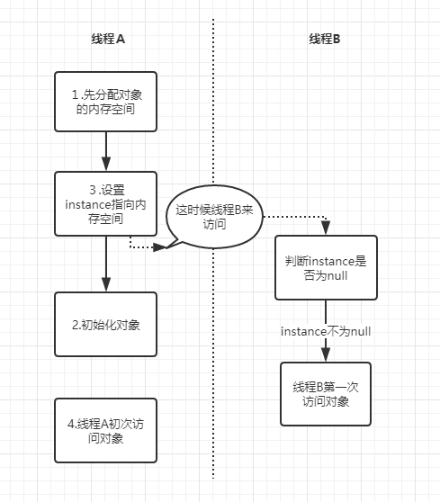 线程A
线程B
1 .先分配对象
的内存空间
3 .设置
instance指向内
存空间
这时候线程B来
访问
判断instance是
否为null
2.初始化对象
instance不为null
线程B第一次
访问对象
4.线程A初次访
问对象